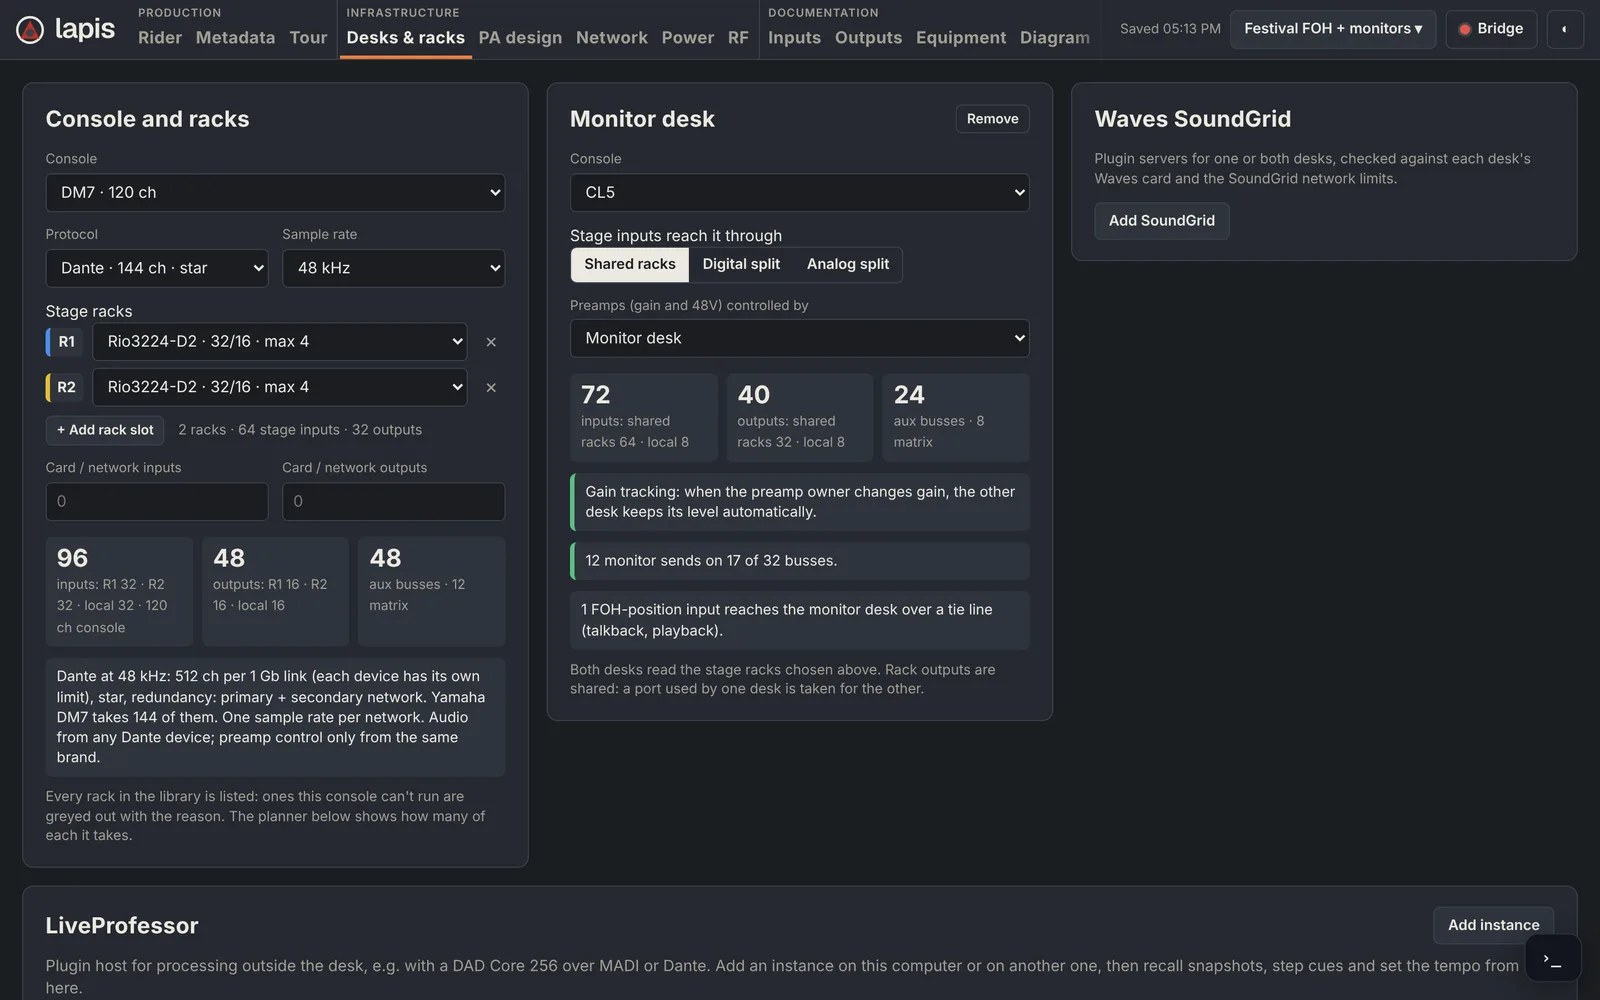 lapis
PRODUCTION
Rider Metadata Tour
INFRASTRUCTURE
Desks & racks PA design Network Power RF
DOCUMENTATION
Inputs Outputs Equipment Diagram
Saved 05:13 PM
Festival FOH + monitors ▾
Bridge
Console and racks
Console
DM7 · 120 ch
Protocol
Sample rate
Dante · 144 ch · star
48 kHz
Stage racks
R1
Rio3224-D2 · 32/16 · max 4
×
R2
Rio3224-D2 · 32/16 · max 4
×
+ Add rack slot
2 racks · 64 stage inputs · 32 outputs
Card / network inputs
Card / network outputs
0
0
96
inputs: R1 32 · R2
32 · local 32 · 120
ch console
48
outputs: R1 16 · R2
16 · local 16
48
aux busses · 12
matrix
Dante at 48 kHz: 512 ch per 1 Gb link (each device has its own
limit), star, redundancy: primary + secondary network. Yamaha
DM7 takes 144 of them. One sample rate per network. Audio
from any Dante device; preamp control only from the same
brand.
Every rack in the library is listed: ones this console can't run are
greyed out with the reason. The planner below shows how many of
each it takes.
Monitor desk
Remove
Console
CL5
Stage inputs reach it through
Shared racks
Digital split
Analog split
Preamps (gain and 48V) controlled by
Monitor desk
72
inputs: shared
racks 64 · local 8
40
outputs: shared
racks 32 · local 8
24
aux busses · 8
matrix
Gain tracking: when the preamp owner changes gain, the other
desk keeps its level automatically.
12 monitor sends on 17 of 32 busses.
1 FOH-position input reaches the monitor desk over a tie line
(talkback, playback).
Both desks read the stage racks chosen above. Rack outputs are
shared: a port used by one desk is taken for the other.
Waves SoundGrid
Plugin servers for one or both desks, checked against each desk's
Waves card and the SoundGrid network limits.
Add SoundGrid
LiveProfessor
Add instance
Plugin host for processing outside the desk, e.g. with a DAD Core 256 over MADI or Dante. Add an instance on this computer or on another one, then recall snapshots, step cues and set the tempo from
here.
›_